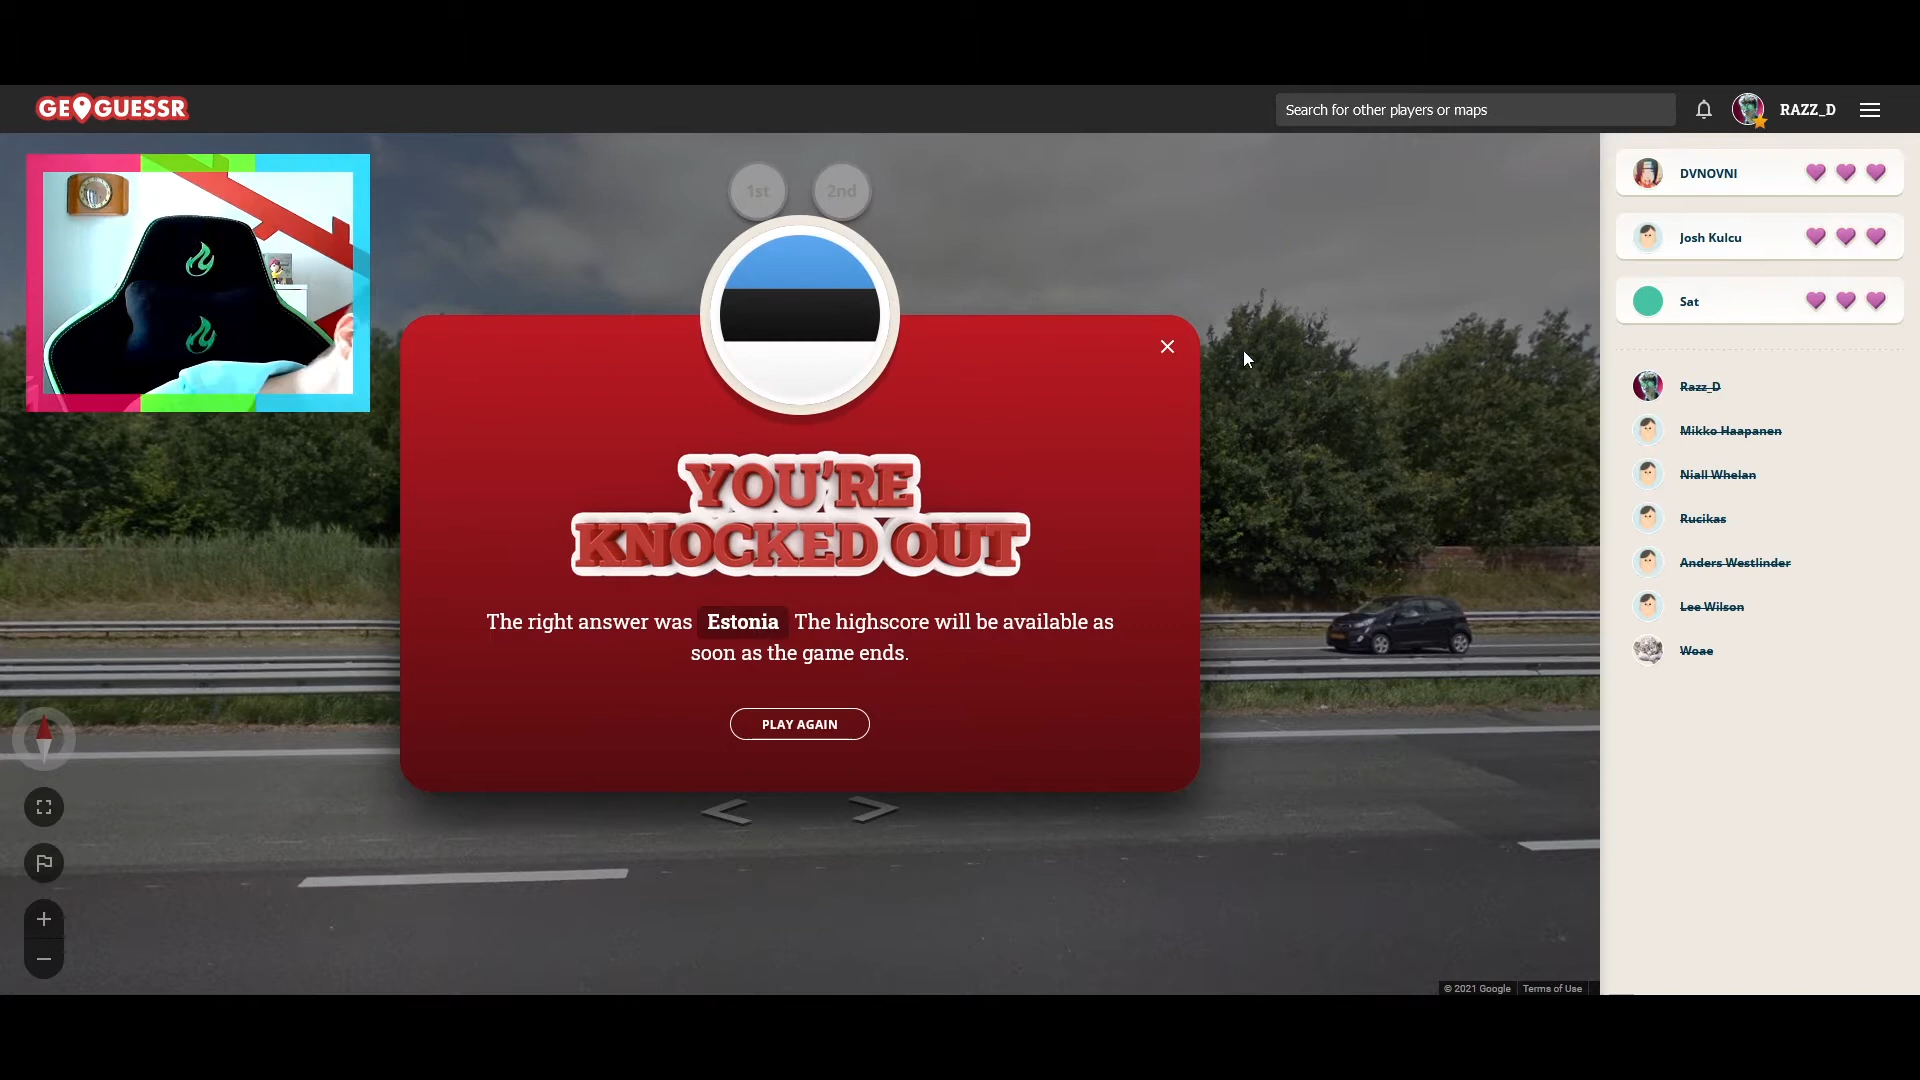 GEOGUESSR
Search for other players or maps
RAZZ_D
1st
2nd
YOU'RE
KNOCKED OUT
The right answer was Estonia The highscore will be available as
soon as the game ends.
PLAY AGAIN
DVNOVNI
Josh Kulcu
Sat
Razz_D
Mikko Haapanen
Niall Whelan
Rucikas
Anders Westlinder
Lee Wilson
Woae
© 2021 Google
Terms of Use